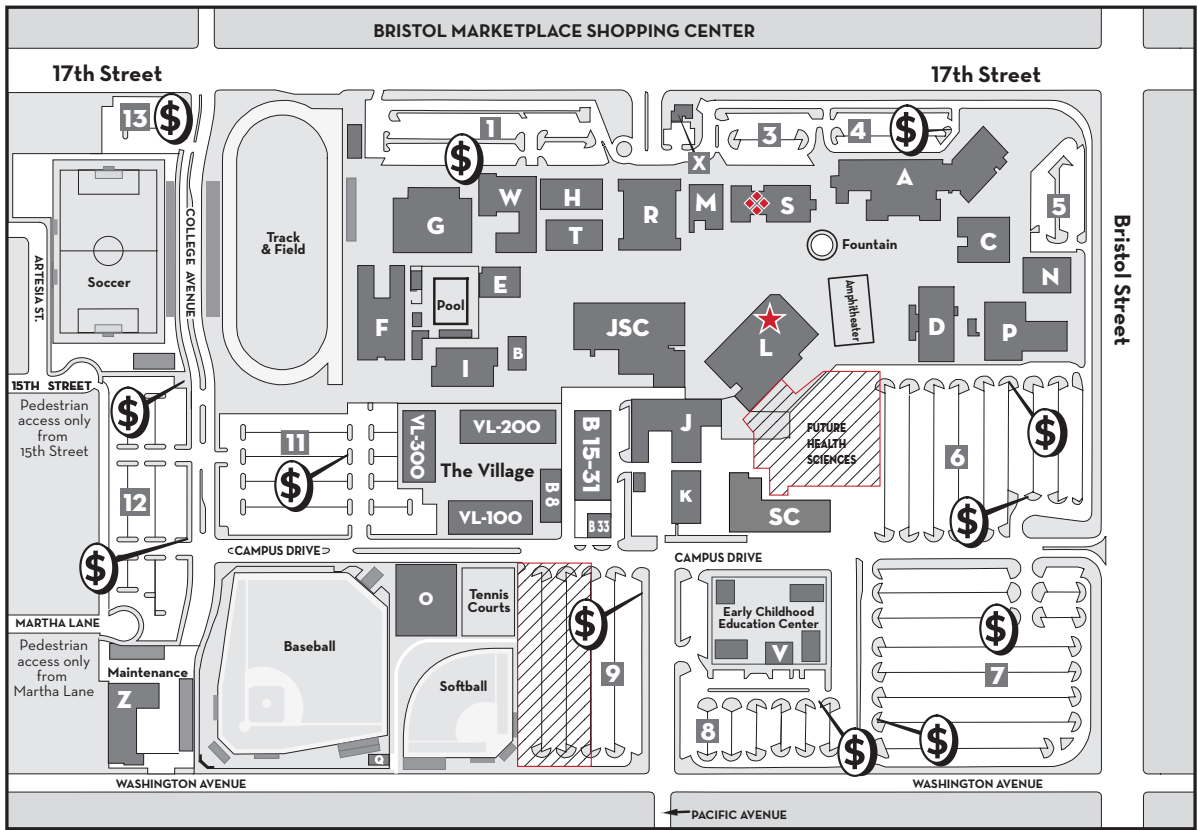 BRISTOL MARKETPLACE SHOPPING CENTER
17th Street
17th Street
13
$
1
$
X
3
4
$
5
A
W
H
G
R
M
S
T
C
N
Fountain
COLLEGE AVENUE
Track
& Field
Soccer
ARTESIA ST.
Bristol Street
E
Pool
F
B
I
JSC
L
Amphitheater
D
P
15TH STREET
Pedestrian
access only
from
15th Street
$
11
$
VL-300
VL-200
The Village
VL-100
B 8
B 15-31
B 33
J
K
SC
FUTURE
HEALTH
SCIENCES
6
$
$
12
$
CAMPUS DRIVE
CAMPUS DRIVE
MARTHA LANE
Pedestrian
access only
from
Martha Lane
Maintenance
Z
Baseball
O
Tennis
Courts
Softball
Q
$
9
Early Childhood
Education Center
V
8
$
$
7
$
WASHINGTON AVENUE
WASHINGTON AVENUE
PACIFIC AVENUE